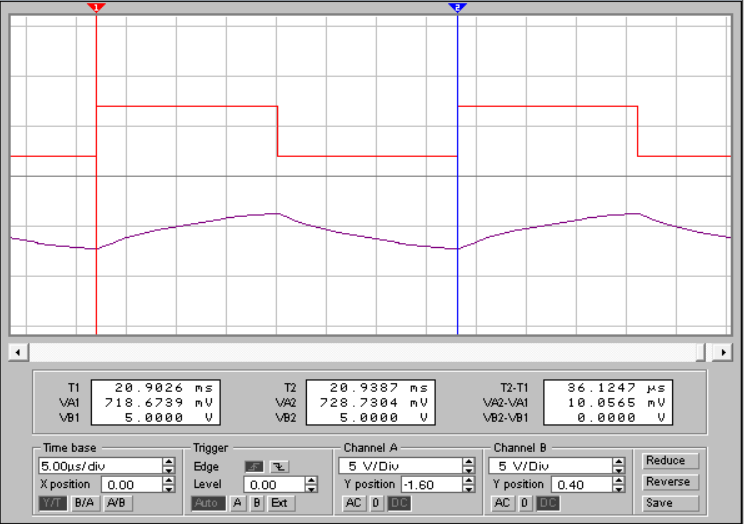 1 2
T1 20.9026 ms T2 20.9387 ms T2-T1 36.1247 µs
VA1 718.6739 mV VA2 728.7304 mV VA2-VA1 10.0565 mV
VB1 5.0000 V VB2 5.0000 V VB2-VB1 0.0000 V
Time base Trigger Channel A Channel B
5.00µs/div Edge 5 V/Div 5 V/Div Reduce
X position 0.00 Level 0.00 Y position -1.60 Y position 0.40 Reverse
Y/T B/A A/B Auto A B Ext AC 0 DC AC 0 DC Save